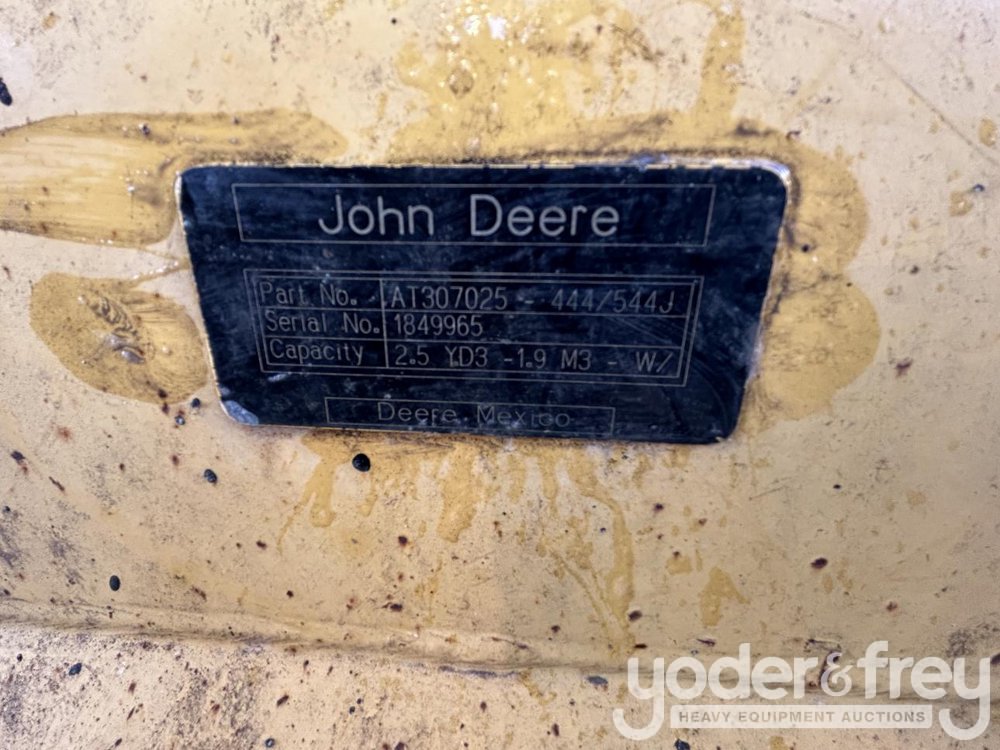 John Deere
Part No. AT307025 - 444/544J
Serial No. 1849965
Capacity 2.5 YD3 -1.9 M3 - W/
Deere Mexico
yoder&frey
HEAVY EQUIPMENT AUCTIONS